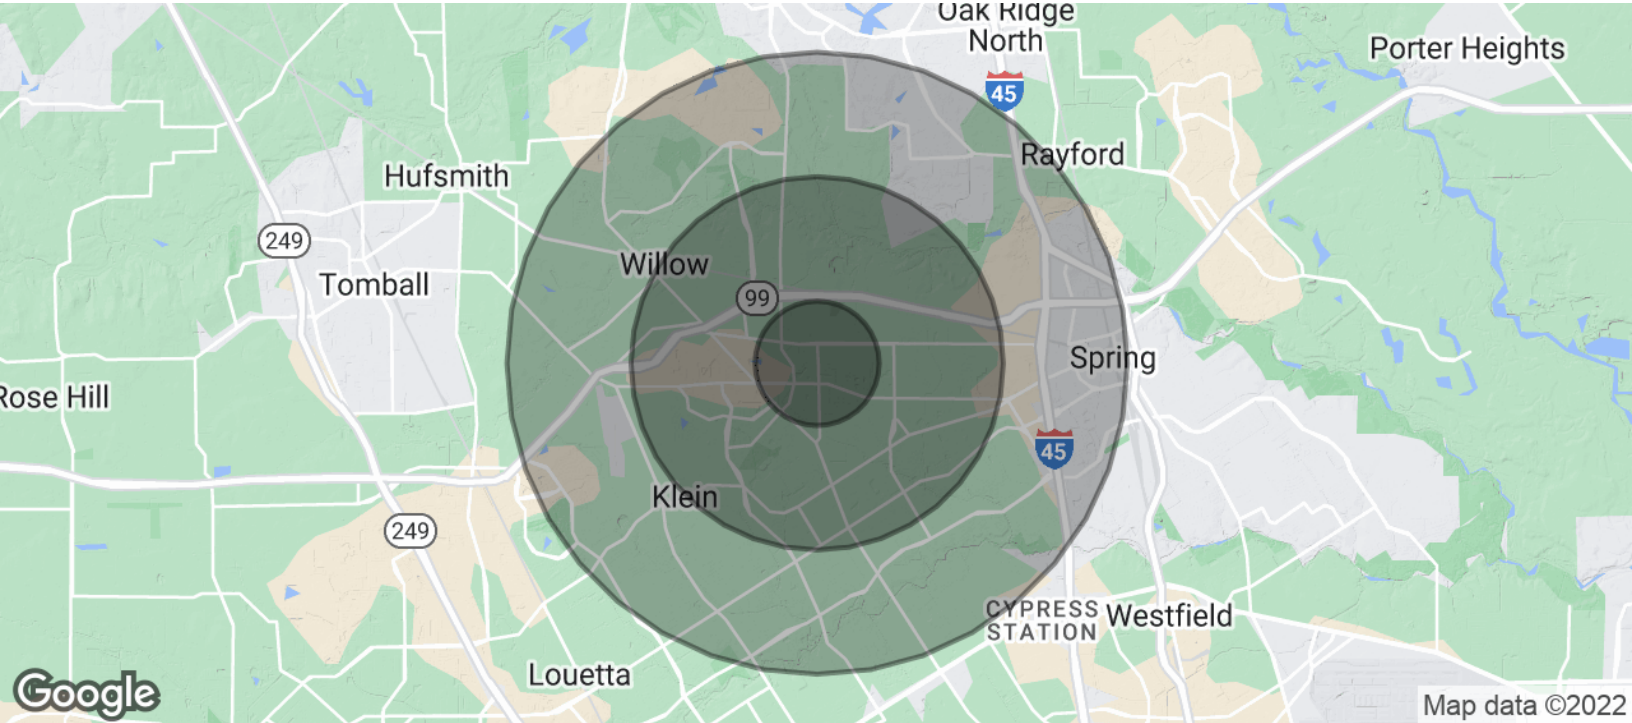 Oak Ridge
North
Porter Heights
45
Rayford
Hufsmith
249
Willow
Tomball
99
Spring
Rose Hill
45
Klein
249
CYPRESS
STATION
Westfield
Louetta
Google
Map data ©2022